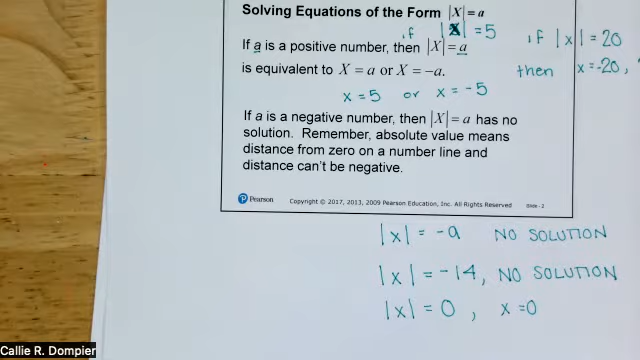 Solving Equations of the Form |X| = a
if |x| = 5
If a is a positive number, then |X| = a
is equivalent to X = a or X = −a.
x = 5 or x = -5
if |x| = 20
then x = -20,
If a is a negative number, then |X| = a has no
solution. Remember, absolute value means
distance from zero on a number line and
distance can't be negative.
Pearson
Copyright © 2017, 2013, 2009 Pearson Education, Inc. All Rights Reserved
Slide - 2
|x| = -a NO SOLUTION
|x| = -14, NO SOLUTION
|x| = 0, x = 0
Callie R. Dompier